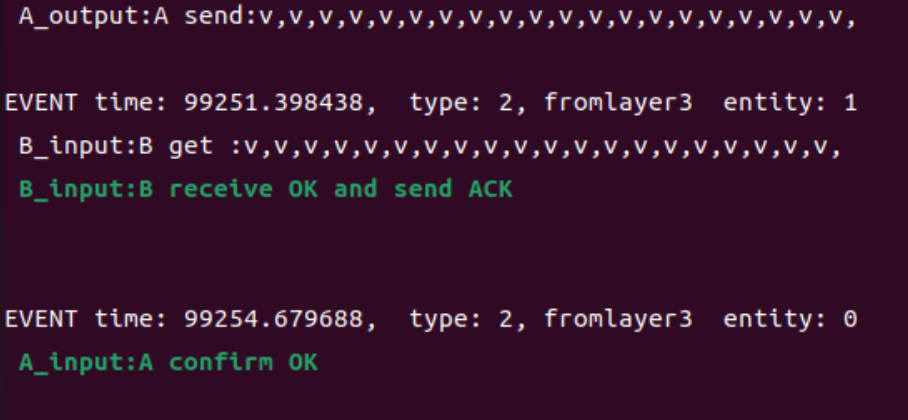 A_output:A send:v,v,v,v,v,v,v,v,v,v,v,v,v,v,v,v,v,v,v,v,
EVENT time: 99251.398438,  type: 2, fromlayer3  entity: 1
B_input:B get :v,v,v,v,v,v,v,v,v,v,v,v,v,v,v,v,v,v,v,v,
B_input:B receive OK and send ACK
EVENT time: 99254.679688,  type: 2, fromlayer3  entity: 0
A_input:A confirm OK